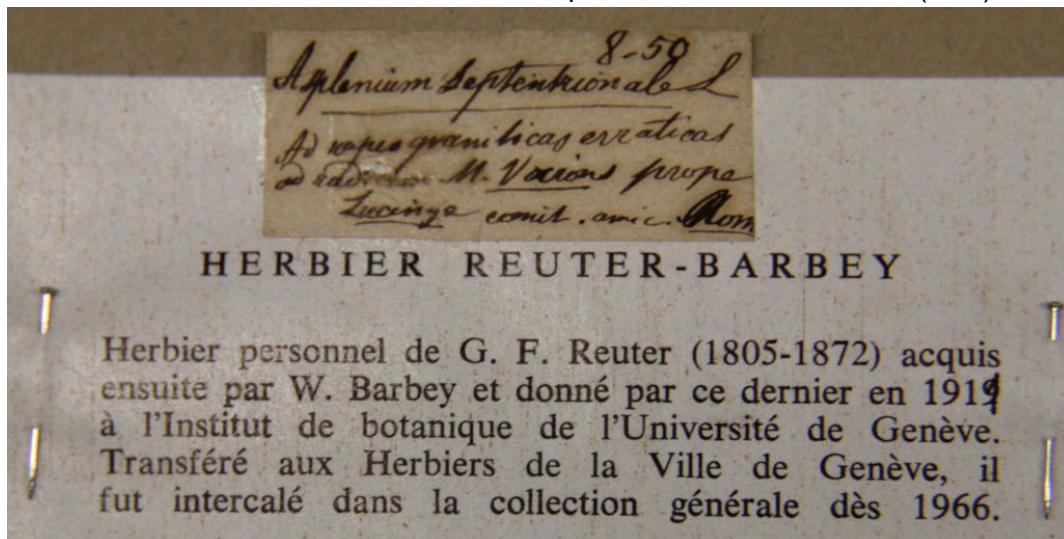 8-50
Asplenium Septentrionale L
Ad rupes graniticas erraticas
ad M. Voirons prope
Lucinge comit. amic.
HERBIER REUTER-BARBEY
Herbier personnel de G. F. Reuter (1805-1872) acquis
ensuite par W. Barbey et donné par ce dernier en 1919
à l'Institut de botanique de l'Université de Genève.
Transféré aux Herbiers de la Ville de Genève, il
fut intercalé dans la collection générale dès 1966.